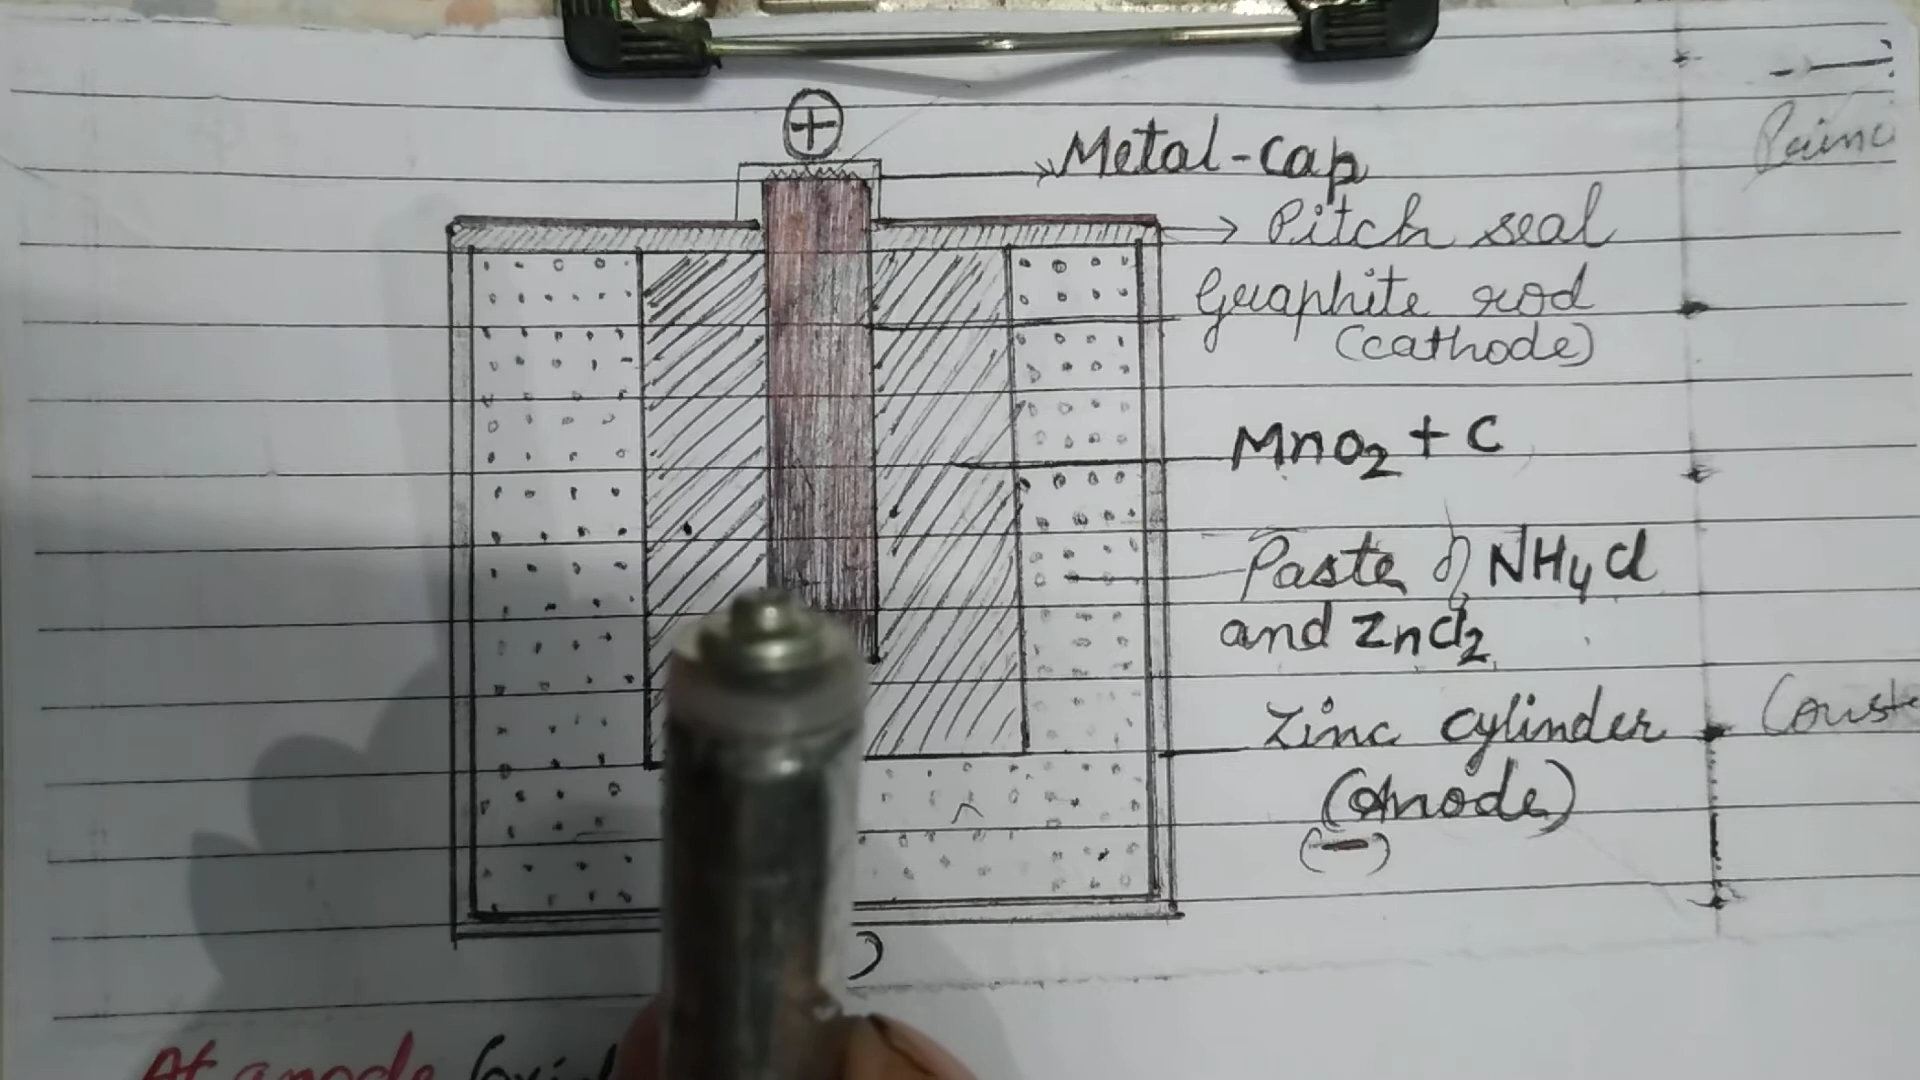 +
Metal-cap
Pitch seal
Graphite rod
(cathode)
MnO2 + C
Paste of NH4Cl
and ZnCl2
Zinc cylinder
(Anode)
(-)
At anode